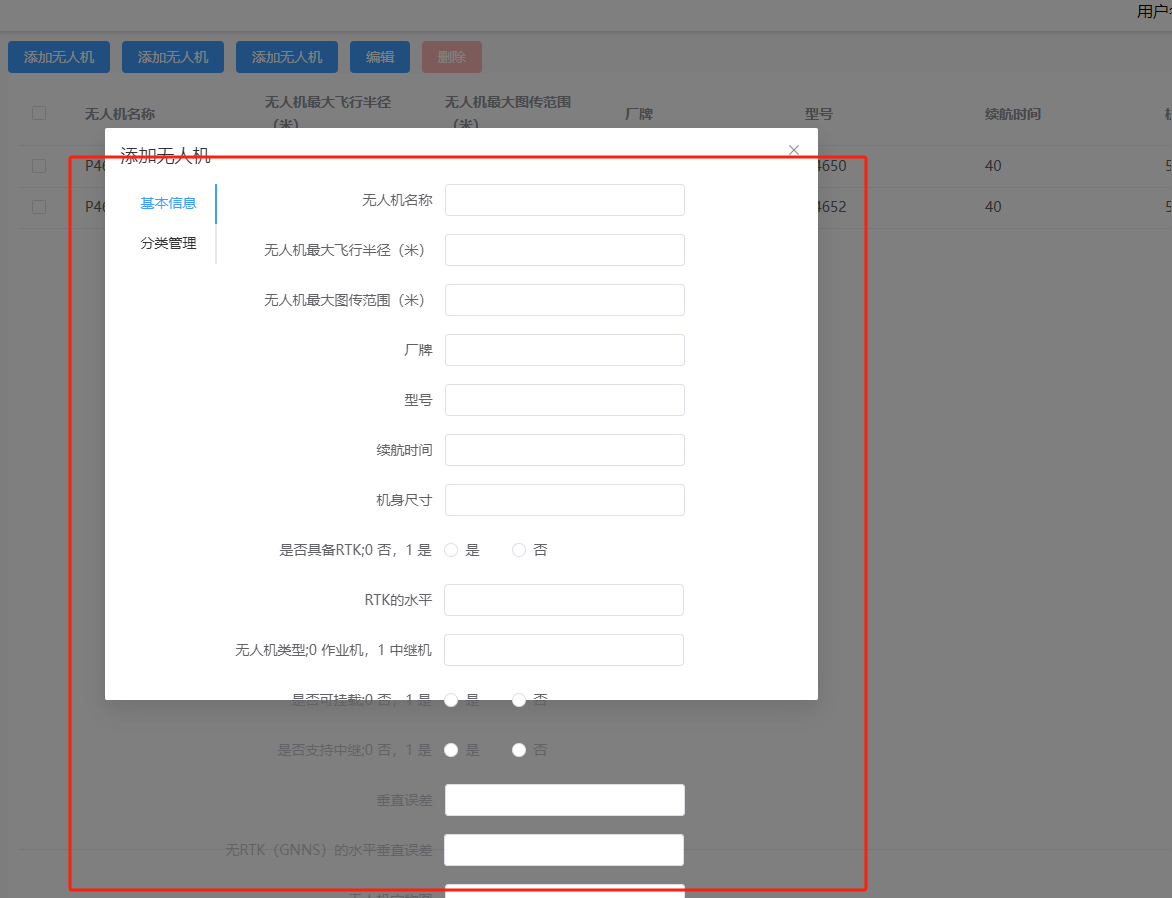 用户
添加无人机 添加无人机 添加无人机 编辑 删除
无人机名称 无人机最大飞行半径（米） 无人机最大图传范围（米） 厂牌 型号 续航时间
添加无人机
P46 4650 40 5
P46 4652 40 5
基本信息
分类管理
无人机名称
无人机最大飞行半径（米）
无人机最大图传范围（米）
厂牌
型号
续航时间
机身尺寸
是否具备RTK;0 否，1 是 是 否
RTK的水平
无人机类型;0 作业机，1 中继机
是否可挂载;0 否，1 是 是 否
是否支持中继;0 否，1 是 是 否
垂直误差
无RTK（GNNS）的水平垂直误差